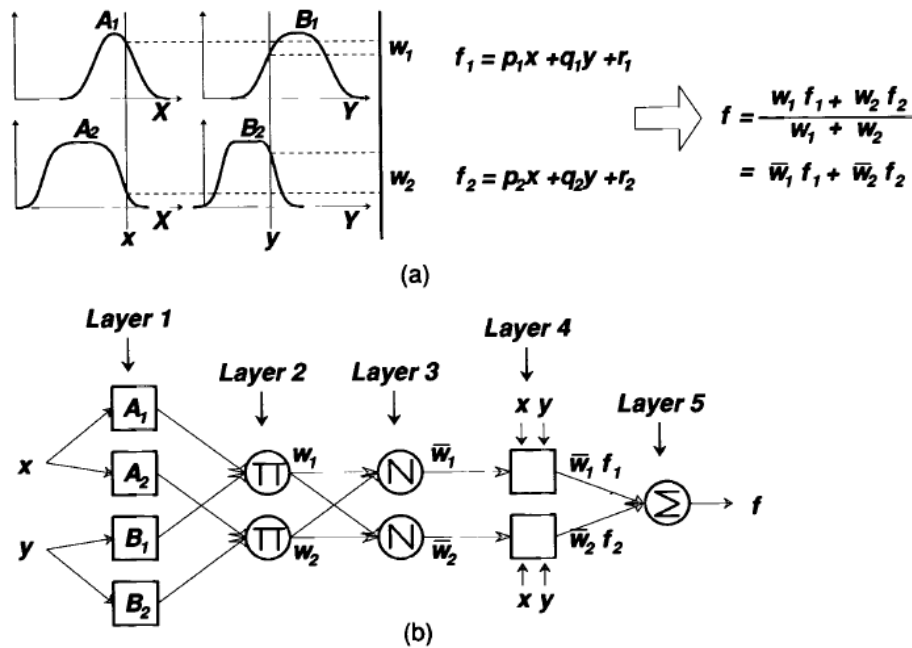 A₁ B₁
w₁ f₁ = p₁x + q₁y + r₁
X Y
f = w₁ f₁ + w₂ f₂ / w₁ + w₂
A₂ B₂
w₂ f₂ = p₂x + q₂y + r₂
= w̅₁ f₁ + w̅₂ f₂
X Y
x y
(a)
Layer 1 Layer 2 Layer 3 Layer 4 Layer 5
x y
A₁
x A₂ Π w₁ N w̅₁ w̅₁ f₁
Σ f
y B₁ Π w₂ N w̅₂ w̅₂ f₂
B₂
x y
(b)